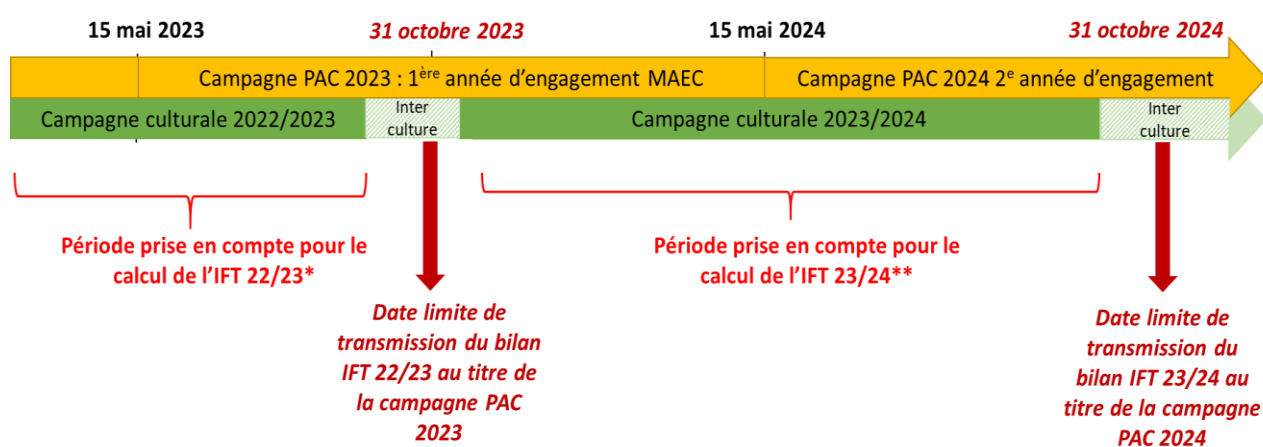 15 mai 2023
31 octobre 2023
15 mai 2024
31 octobre 2024
Campagne PAC 2023 : 1ère année d'engagement MAEC
Campagne PAC 2024 2e année d'engagement
Campagne culturale 2022/2023
Inter
culture
Campagne culturale 2023/2024
Inter
culture
Période prise en compte pour le
calcul de l'IFT 22/23*
Période prise en compte pour le
calcul de l'IFT 23/24**
Date limite de
transmission du bilan
IFT 22/23 au titre de
la campagne PAC
2023
Date limite de
transmission du
bilan IFT 23/24 au
titre de la campagne
PAC 2024